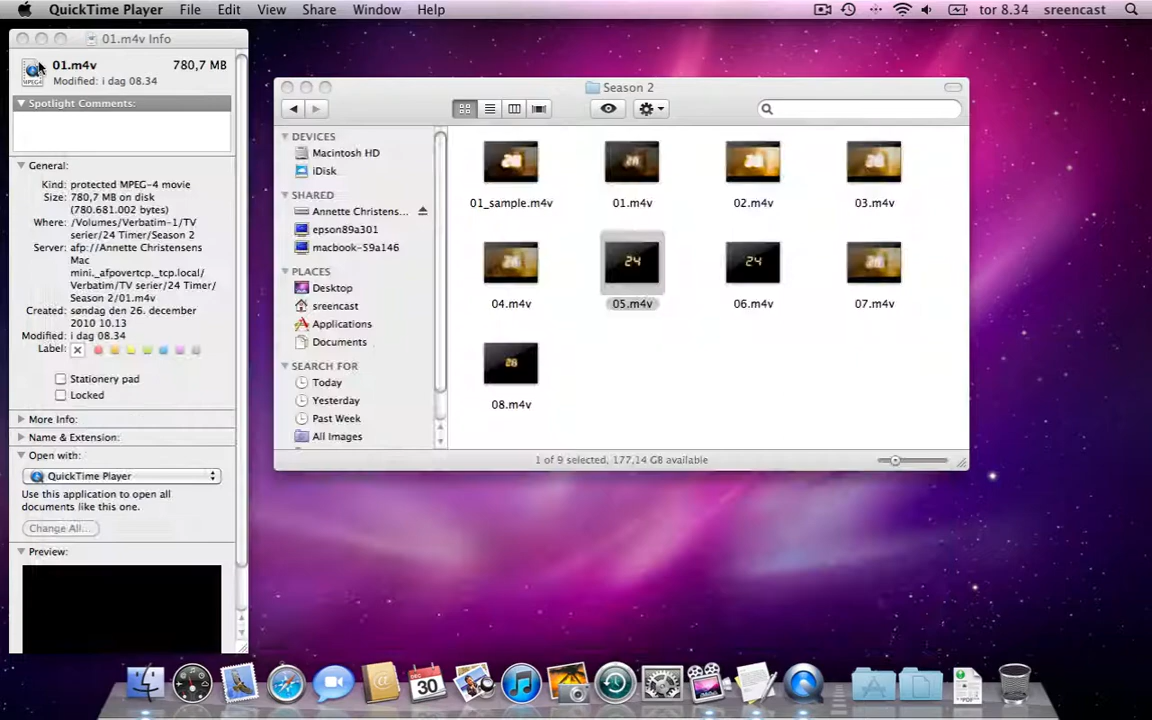 QuickTime Player File Edit View Share Window Help tor 8.34 sreencast
01.m4v Info
01.m4v 780,7 MB
Modified: i dag 08.34
Spotlight Comments:
General:
Kind: protected MPEG-4 movie
Size: 780,7 MB on disk
(780.681.002 bytes)
Where: /Volumes/Verbatim-1/TV
serier/24 Timer/Season 2
Server: afp://Annette Christensens
Mac
mini._afpovertcp._tcp.local/
Verbatim/TV serier/24 Timer/
Season 2/01.m4v
Created: søndag den 26. december
2010 10.13
Modified: i dag 08.34
Label:
Stationery pad
Locked
More Info:
Name & Extension:
Open with:
QuickTime Player
Use this application to open all
documents like this one.
Change All...
Preview:
Season 2
DEVICES
Macintosh HD
iDisk
SHARED
Annette Christens...
epson89a301
macbook-59a146
PLACES
Desktop
sreencast
Applications
Documents
SEARCH FOR
Today
Yesterday
Past Week
All Images
01_sample.m4v 01.m4v 02.m4v 03.m4v
24 24
04.m4v 05.m4v 06.m4v 07.m4v
08.m4v
1 of 9 selected, 177,14 GB available
DEC
30